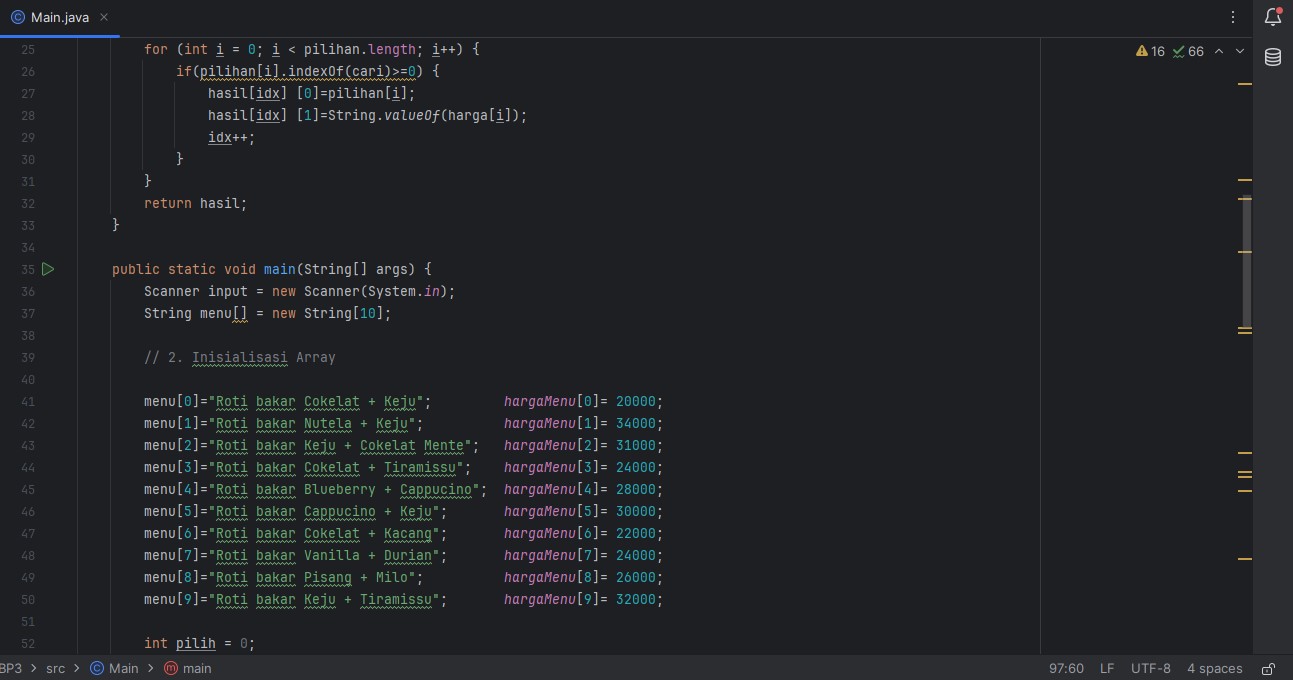 Main.java
16 66
25 for (int i = 0; i < pilihan.length; i++) {
26 if(pilihan[i].indexOf(cari)>=0) {
27 hasil[idx] [0]=pilihan[i];
28 hasil[idx] [1]=String.valueOf(harga[i]);
29 idx++;
30 }
31 }
32 return hasil;
33 }
34
35 public static void main(String[] args) {
36 Scanner input = new Scanner(System.in);
37 String menu[] = new String[10];
38
39 // 2. Inisialisasi Array
40
41 menu[0]="Roti bakar Cokelat + Keju"; hargaMenu[0]= 20000;
42 menu[1]="Roti bakar Nutela + Keju"; hargaMenu[1]= 34000;
43 menu[2]="Roti bakar Keju + Cokelat Mente"; hargaMenu[2]= 31000;
44 menu[3]="Roti bakar Cokelat + Tiramissu"; hargaMenu[3]= 24000;
45 menu[4]="Roti bakar Blueberry + Cappucino"; hargaMenu[4]= 28000;
46 menu[5]="Roti bakar Cappucino + Keju"; hargaMenu[5]= 30000;
47 menu[6]="Roti bakar Cokelat + Kacang"; hargaMenu[6]= 22000;
48 menu[7]="Roti bakar Vanilla + Durian"; hargaMenu[7]= 24000;
49 menu[8]="Roti bakar Pisang + Milo"; hargaMenu[8]= 26000;
50 menu[9]="Roti bakar Keju + Tiramissu"; hargaMenu[9]= 32000;
51
52 int pilih = 0;
BP3 > src > Main > main 97:60 LF UTF-8 4 spaces